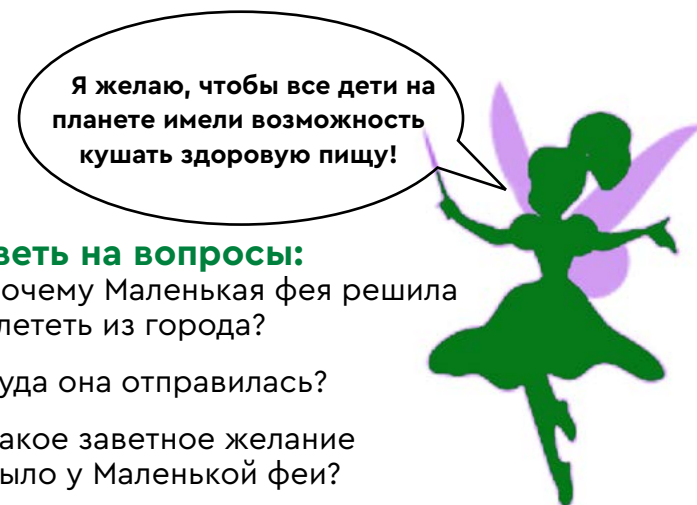 Я желаю, чтобы все дети на
планете имели возможность
кушать здоровую пищу!
веть на вопросы:
очему Маленькая фея решила
лететь из города?
уда она отправилась?
акое заветное желание
ыло у Маленькой феи?